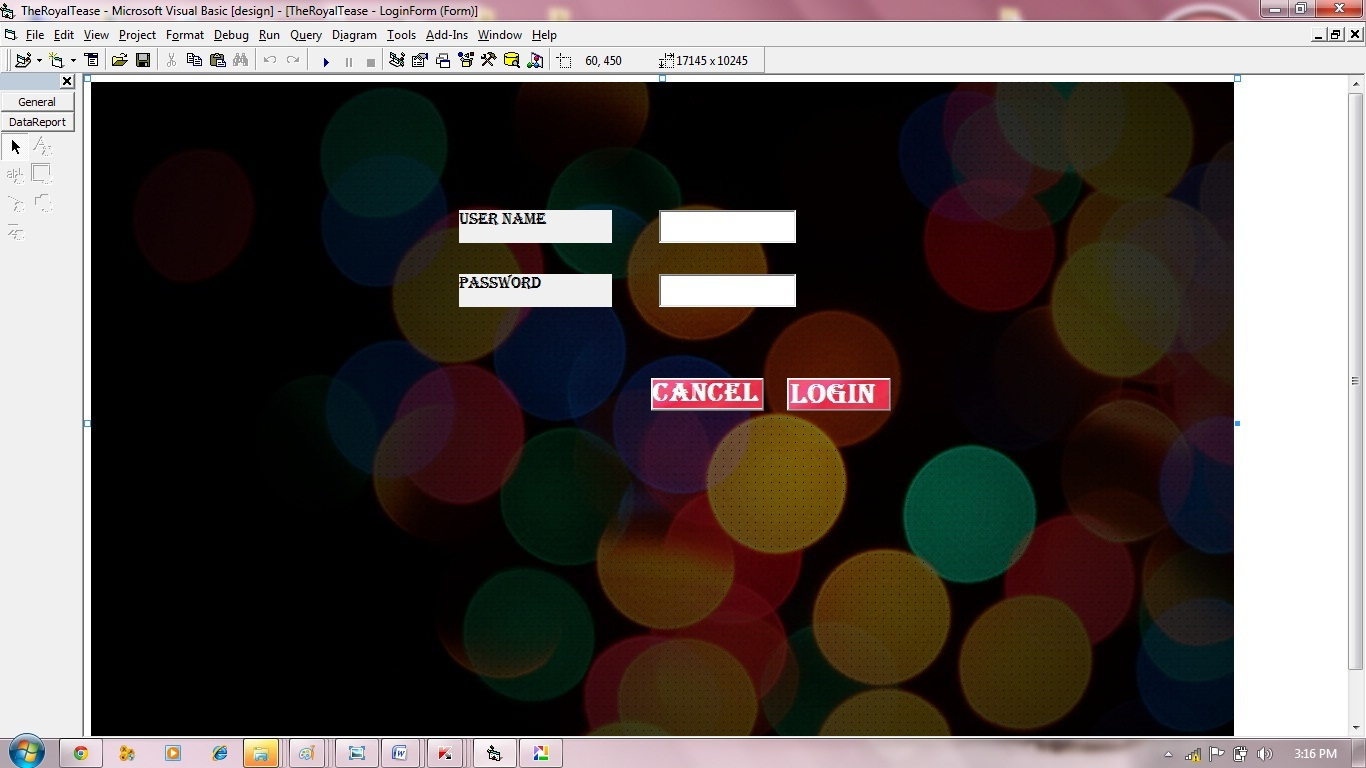 TheRoyalTease - Microsoft Visual Basic [design] - [TheRoyalTease - LoginForm (Form)]
File Edit View Project Format Debug Run Query Diagram Tools Add-Ins Window Help
60, 450 17145 x 10245
General
DataReport
USER NAME
PASSWORD
CANCEL LOGIN
3:16 PM